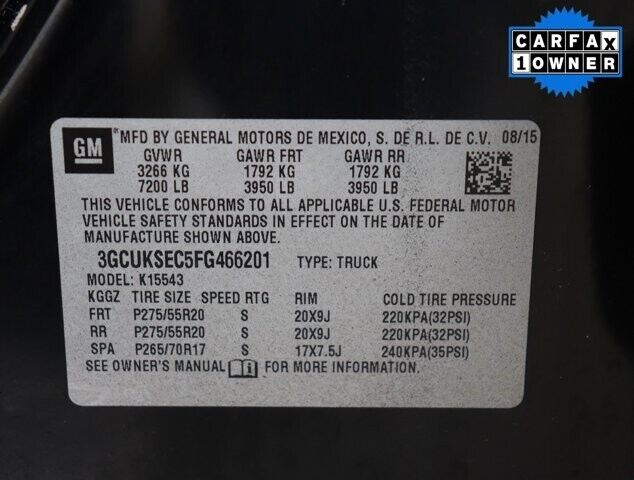 CARFAX
1 OWNER
GM ® MFD BY GENERAL MOTORS DE MEXICO, S. DE R.L. DE C.V. 08/15
GVWR GAWR FRT GAWR RR
3266 KG 1792 KG 1792 KG
7200 LB 3950 LB 3950 LB
THIS VEHICLE CONFORMS TO ALL APPLICABLE U.S. FEDERAL MOTOR
VEHICLE SAFETY STANDARDS IN EFFECT ON THE DATE OF
MANUFACTURE SHOWN ABOVE.
3GCUKSEC5FG466201 TYPE: TRUCK
MODEL: K15543
KGGZ TIRE SIZE SPEED RTG RIM COLD TIRE PRESSURE
FRT P275/55R20 S 20X9J 220KPA(32PSI)
RR P275/55R20 S 20X9J 220KPA(32PSI)
SPA P265/70R17 S 17X7.5J 240KPA(35PSI)
SEE OWNER'S MANUAL FOR MORE INFORMATION.